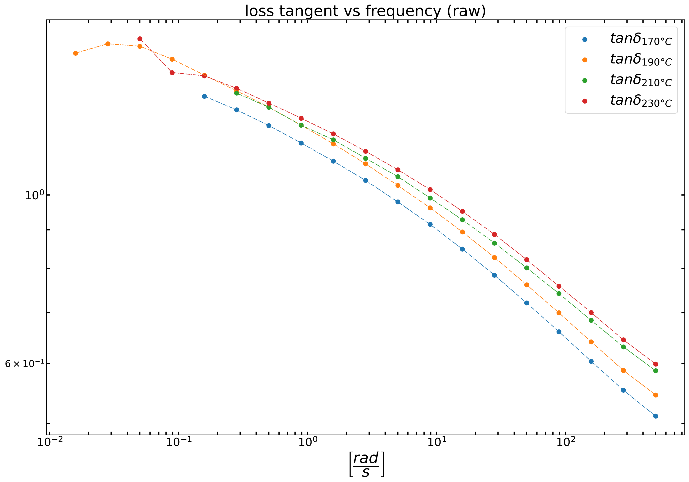 loss tangent vs frequency (raw)
tanδ170°C
tanδ190°C
tanδ210°C
tanδ230°C
10⁰
6 × 10⁻¹
10⁻² 10⁻¹ 10⁰ 10¹ 10²
[rad/s]